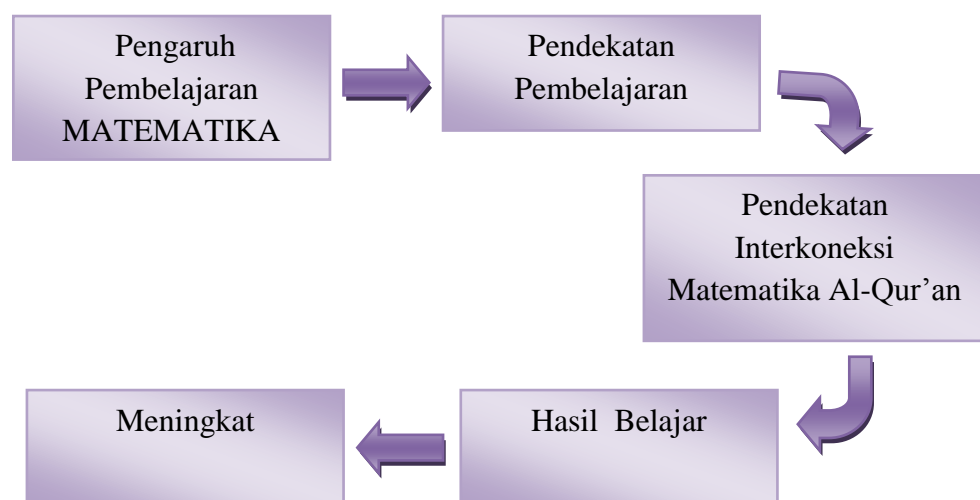 Pengaruh
Pembelajaran
MATEMATIKA
Pendekatan
Pembelajaran
Pendekatan
Interkoneksi
Matematika Al-Qur’an
Hasil Belajar
Meningkat